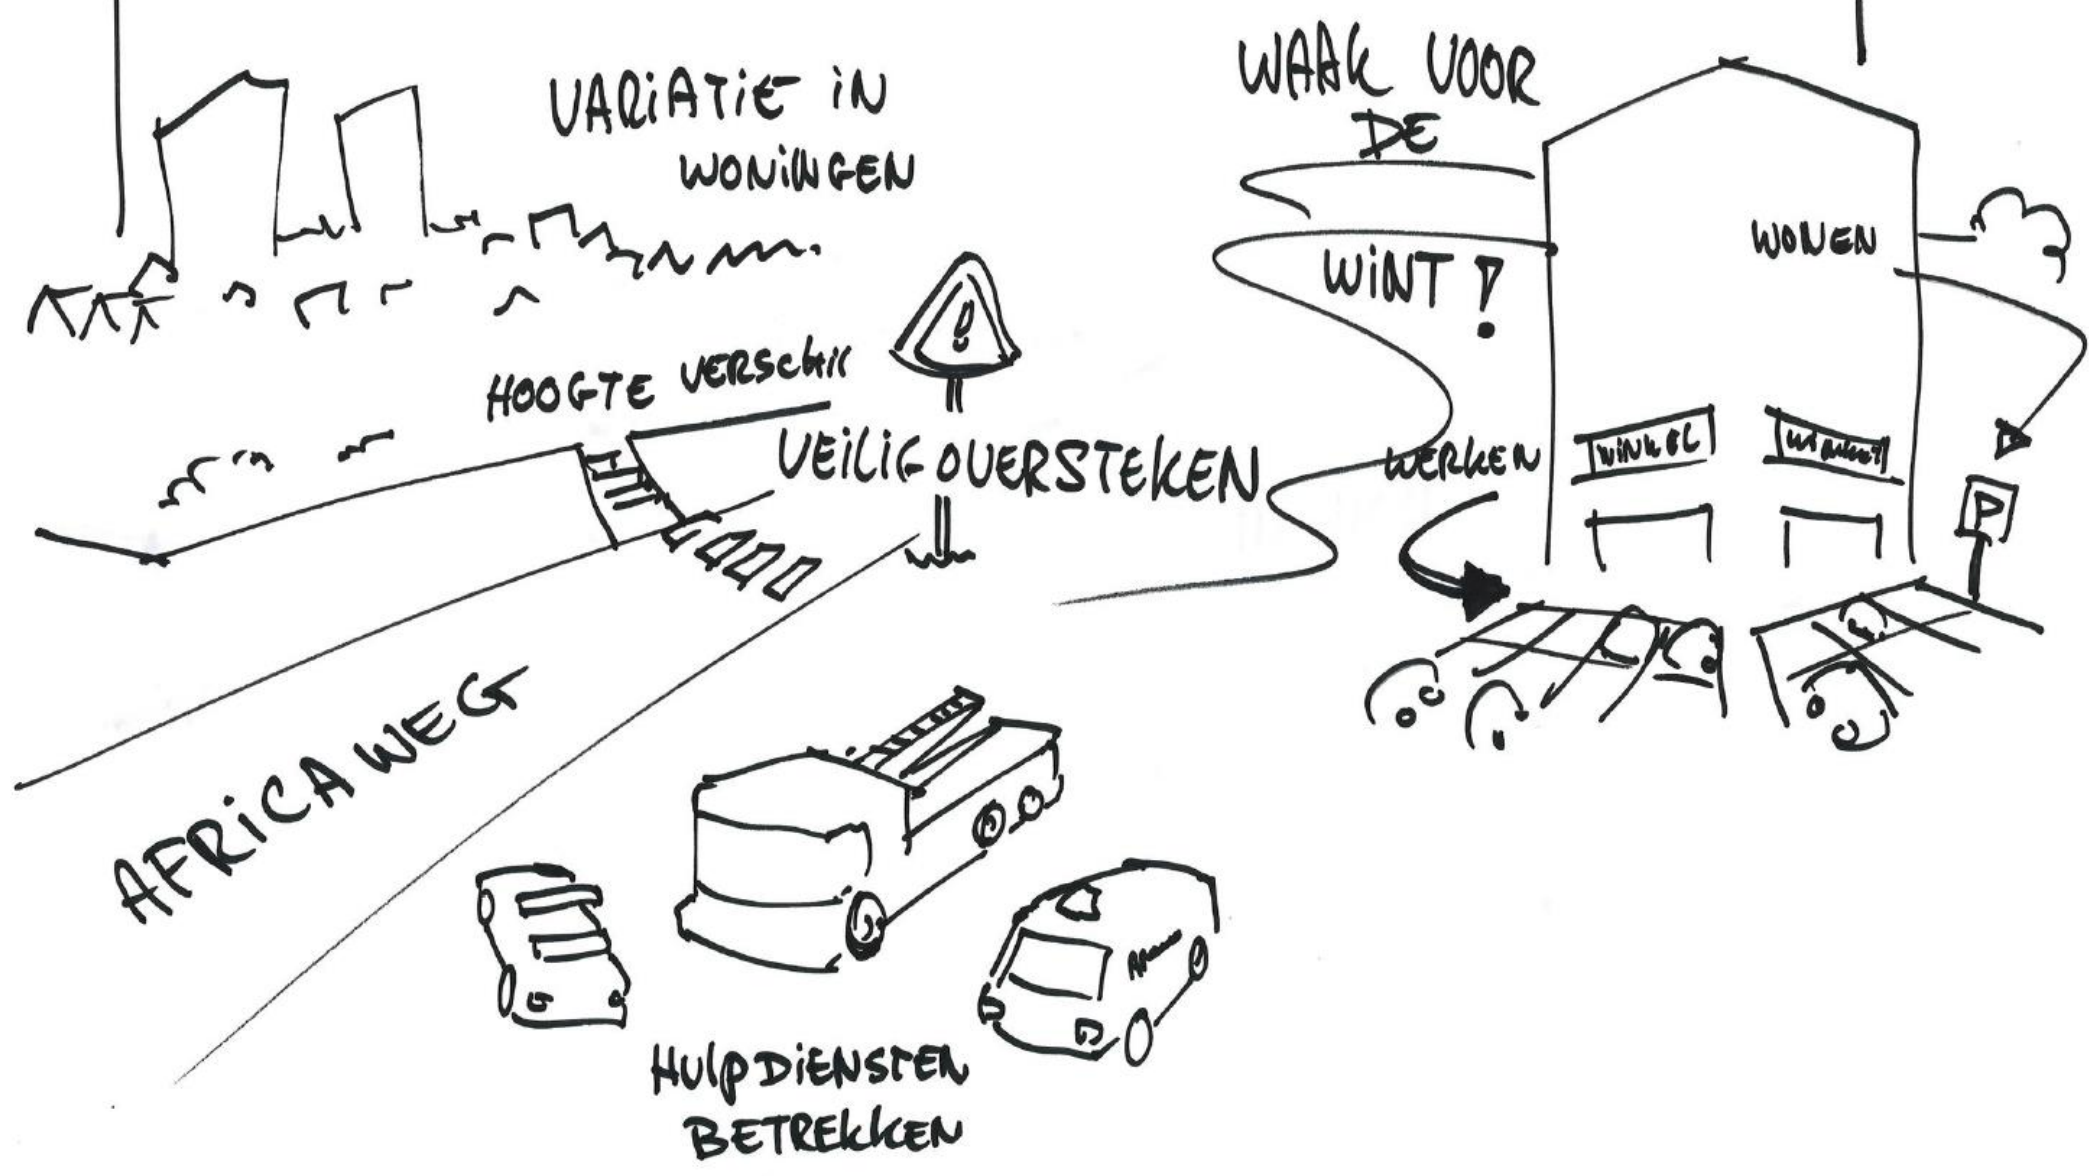 VARIATIE IN
WONINGEN
WAAK VOOR
DE
WINT!
WONEN
HOOGTE VERSCHIL
!
VEILIG OVERSTEKEN
WERKEN
WINKEL
P
AFRICAWEG
HULPDIENSTEN
BETREKKEN